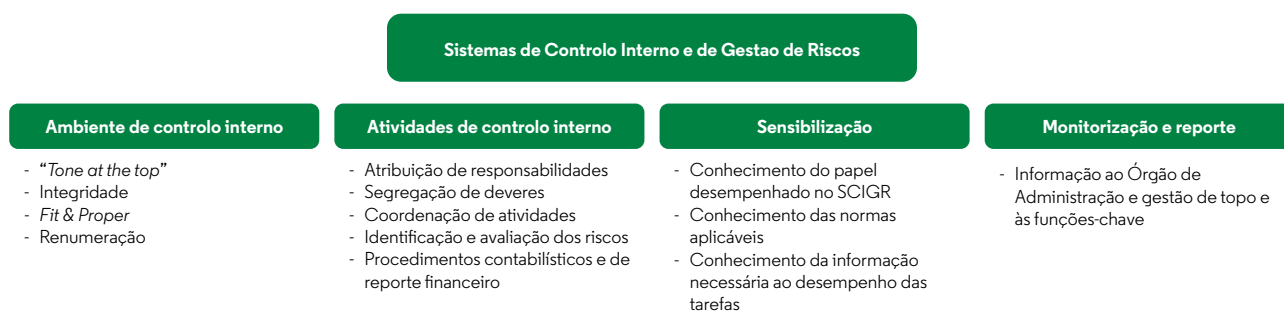 Sistemas de Controlo Interno e de Gestao de Riscos
Ambiente de controlo interno
- “Tone at the top”
- Integridade
- Fit & Proper
- Renumeração
Atividades de controlo interno
- Atribuição de responsabilidades
- Segregação de deveres
- Coordenação de atividades
- Identificação e avaliação dos riscos
- Procedimentos contabilísticos e de
reporte financeiro
Sensibilização
- Conhecimento do papel
desempenhado no SCIGR
- Conhecimento das normas
aplicáveis
- Conhecimento da informação
necessária ao desempenho das
tarefas
Monitorização e reporte
- Informação ao Órgão de
Administração e gestão de topo e
às funções-chave